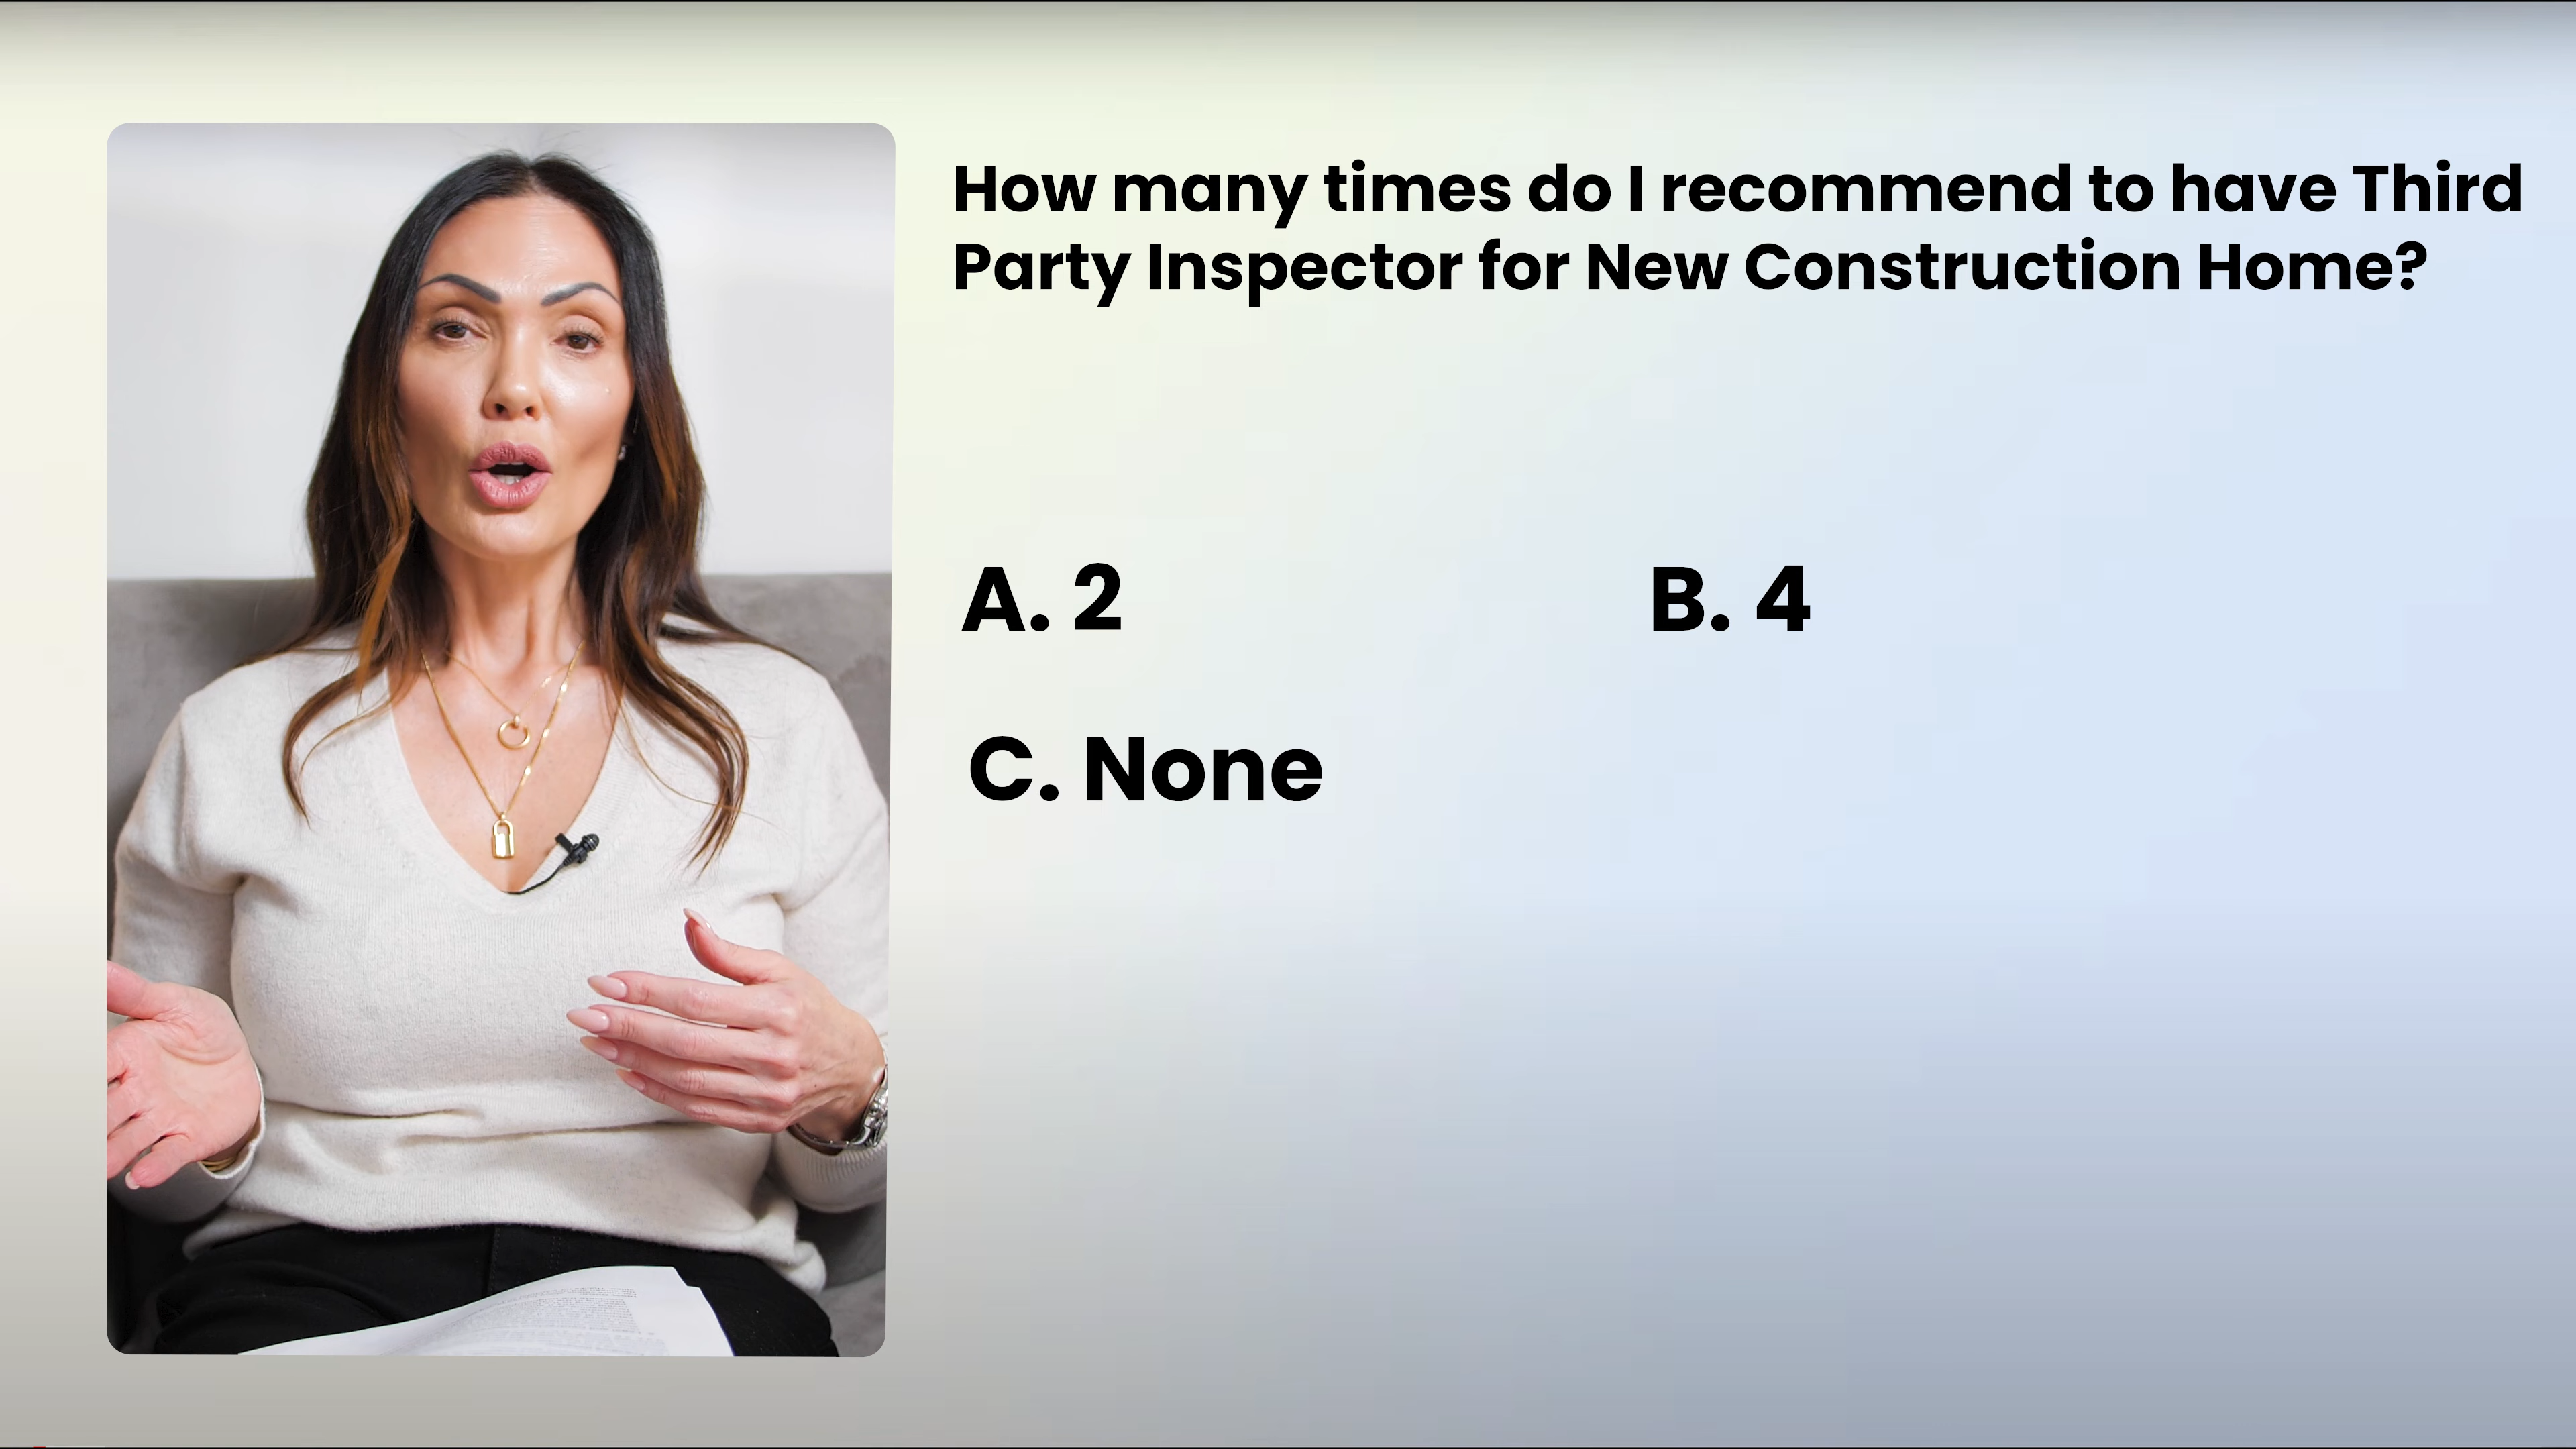 How many times do I recommend to have Third
Party Inspector for New Construction Home?
A. 2
B. 4
C. None